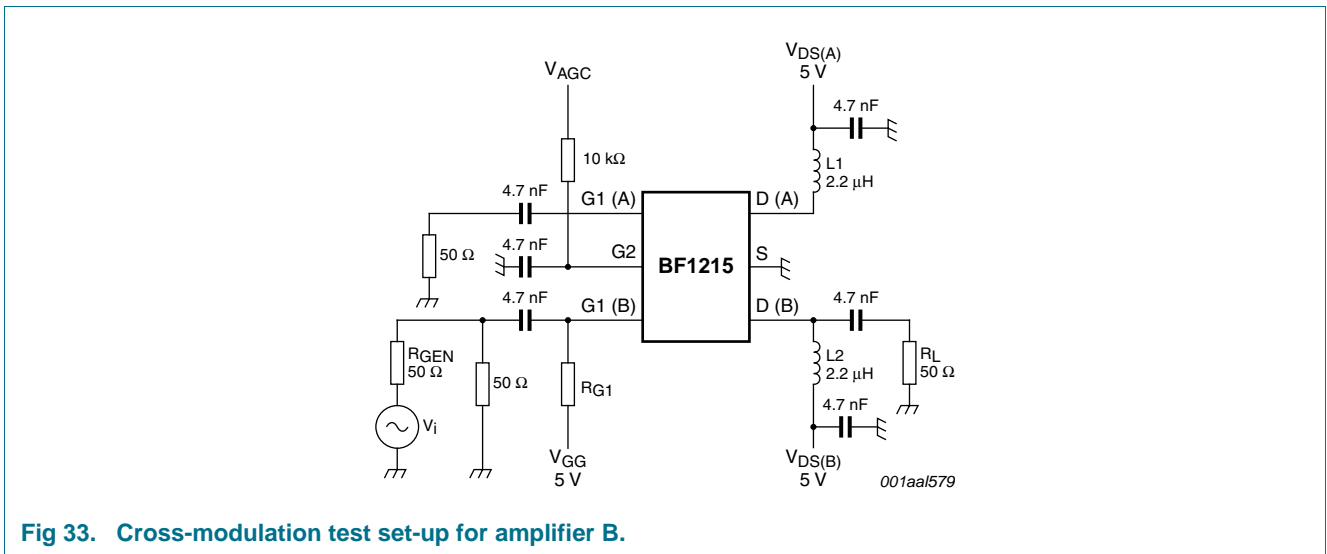 V_AGC
V_DS(A)
5 V
4.7 nF
10 kΩ
L1
2.2 μH
4.7 nF
G1 (A)
D (A)
50 Ω
4.7 nF
G2
BF1215
S
4.7 nF
G1 (B)
D (B)
4.7 nF
R_GEN
50 Ω
50 Ω
R_G1
L2
2.2 μH
R_L
50 Ω
4.7 nF
V_i
V_GG
5 V
V_DS(B)
5 V
001aal579
Fig 33. Cross-modulation test set-up for amplifier B.